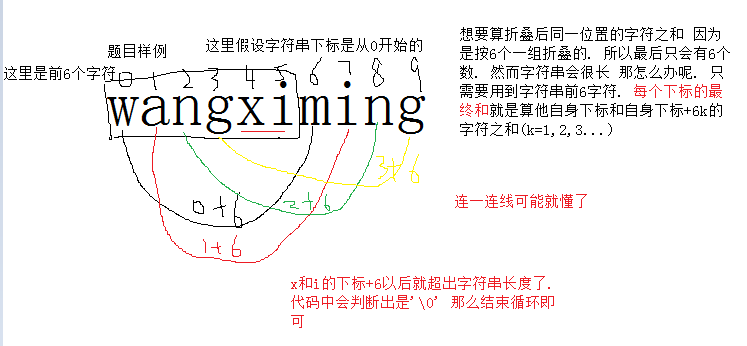 题目样例
这里假设字符串下标是从0开始的
这里是前6个字符
0 1 2 3 4 5 6 7 8 9
wangximing
0+6
1+6
2+6
3+6
想要算折叠后同一位置的字符之和 因为
是按6个一组折叠的. 所以最后只会有6个
数. 然而字符串会很长 那怎么办呢. 只
需要用到字符串前6字符. 每个下标的最
终和就是算他自身下标和自身下标+6k的
字符之和(k=1,2,3...)
连一连线可能就懂了
x和i的下标+6以后就超出字符串长度了.
代码中会判断出是'\0' 那么结束循环即
可